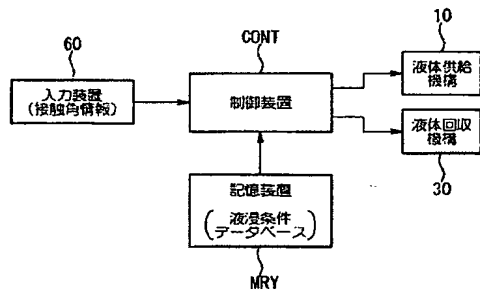 60
CONT
10
入力装置
(接触角情報)
制御装置
液体供給
機構
液体回収
機構
30
記憶装置
(液浸条件
データベース)
MRY